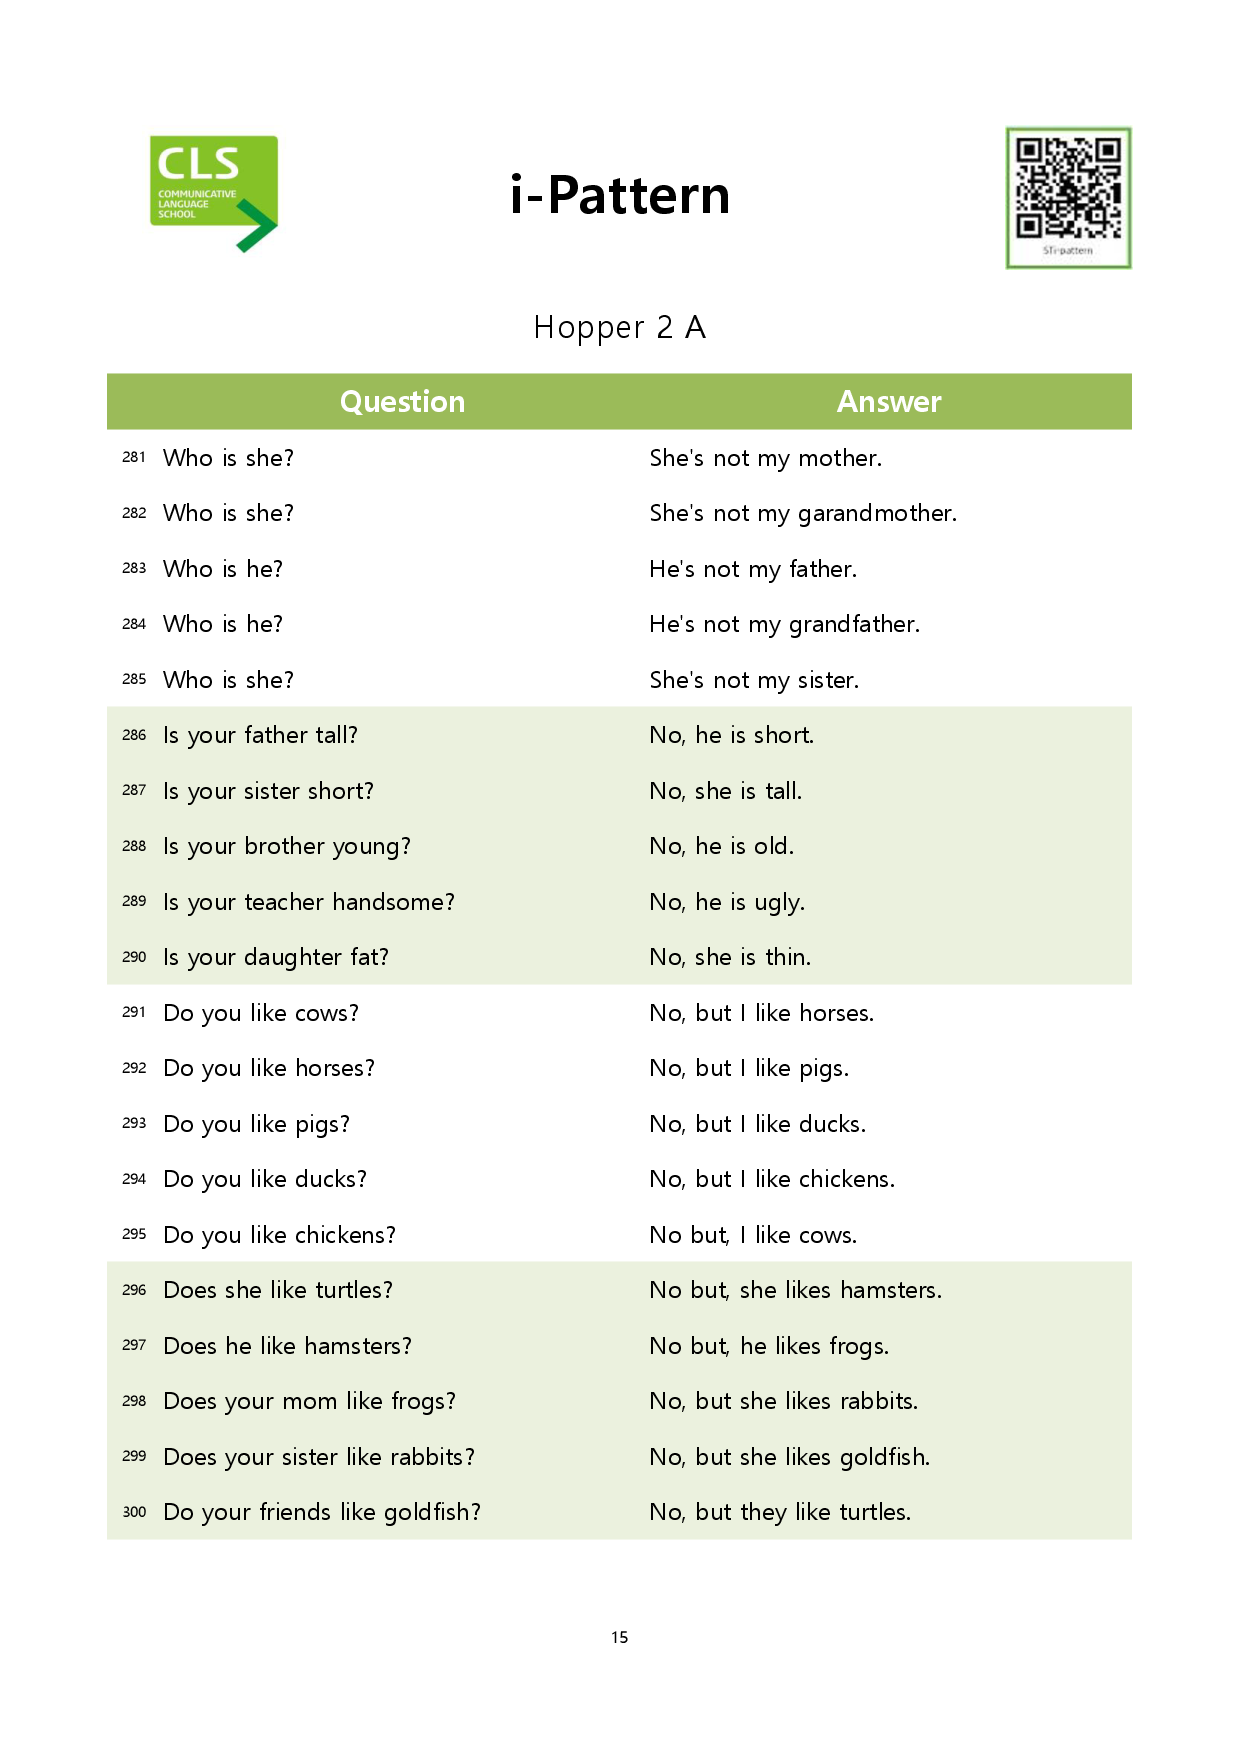 CLS
COMMUNICATIVE
LANGUAGE
SCHOOL
i-Pattern
STi-pattern
Hopper 2 A
Question Answer
281 Who is she? She's not my mother.
282 Who is she? She's not my garandmother.
283 Who is he? He's not my father.
284 Who is he? He's not my grandfather.
285 Who is she? She's not my sister.
286 Is your father tall? No, he is short.
287 Is your sister short? No, she is tall.
288 Is your brother young? No, he is old.
289 Is your teacher handsome? No, he is ugly.
290 Is your daughter fat? No, she is thin.
291 Do you like cows? No, but I like horses.
292 Do you like horses? No, but I like pigs.
293 Do you like pigs? No, but I like ducks.
294 Do you like ducks? No, but I like chickens.
295 Do you like chickens? No but, I like cows.
296 Does she like turtles? No but, she likes hamsters.
297 Does he like hamsters? No but, he likes frogs.
298 Does your mom like frogs? No, but she likes rabbits.
299 Does your sister like rabbits? No, but she likes goldfish.
300 Do your friends like goldfish? No, but they like turtles.
15